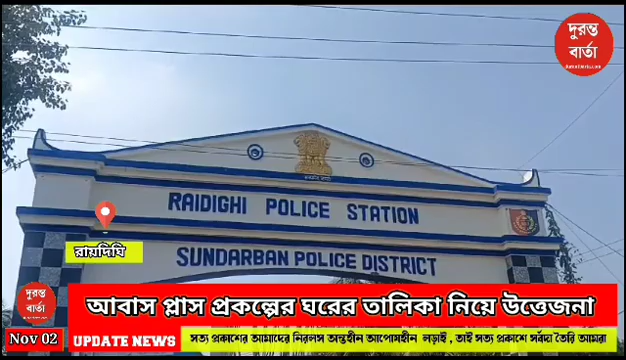 দুরন্ত
বার্তা
RAIDIGHI POLICE STATION
রায়দিঘি
SUNDARBAN POLICE DISTRICT
দুরন্ত
বার্তা
আবাস প্লাস প্রকল্পের ঘরের তালিকা নিয়ে উত্তেজনা
Nov 02
UPDATE NEWS
সত্য প্রকাশের আমাদের নিরলস অন্তহীন আপোসহীন লড়াই , তাই সত্য প্রকাশে সর্বদা তৈরি আমরা